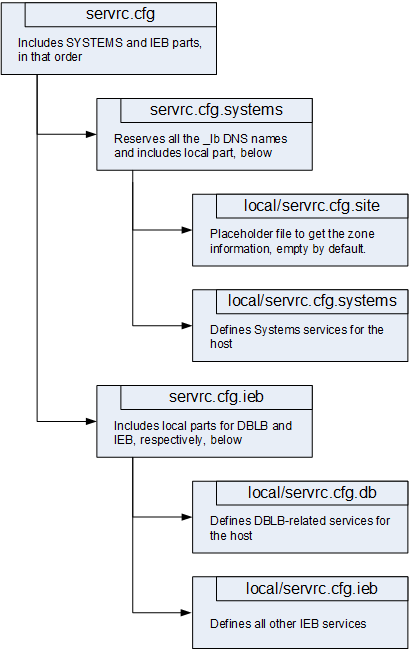 servrc.cfg
Includes SYSTEMS and IEB parts,
in that order
servrc.cfg.systems
Reserves all the _lb DNS names
and includes local part, below
local/servrc.cfg.site
Placeholder file to get the zone
information, empty by default.
local/servrc.cfg.systems
Defines Systems services for the
host
servrc.cfg.ieb
Includes local parts for DBLB and
IEB, respectively, below
local/servrc.cfg.db
Defines DBLB-related services for
the host
local/servrc.cfg.ieb
Defines all other IEB services